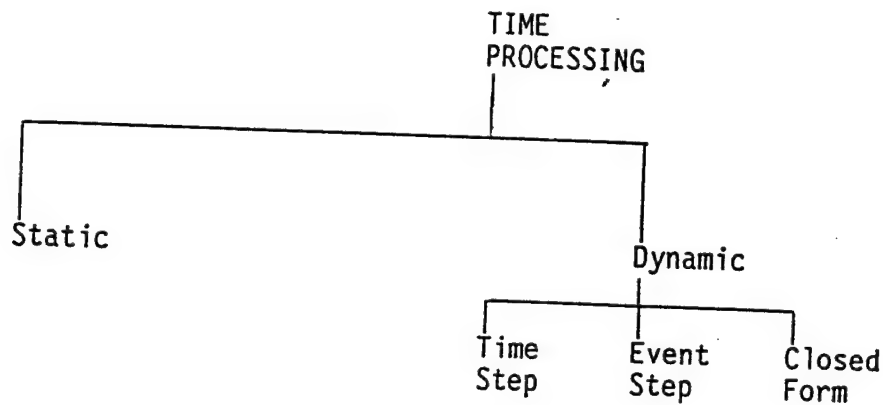 TIME
PROCESSING
Static
Dynamic
Time
Step
Event
Step
Closed
Form